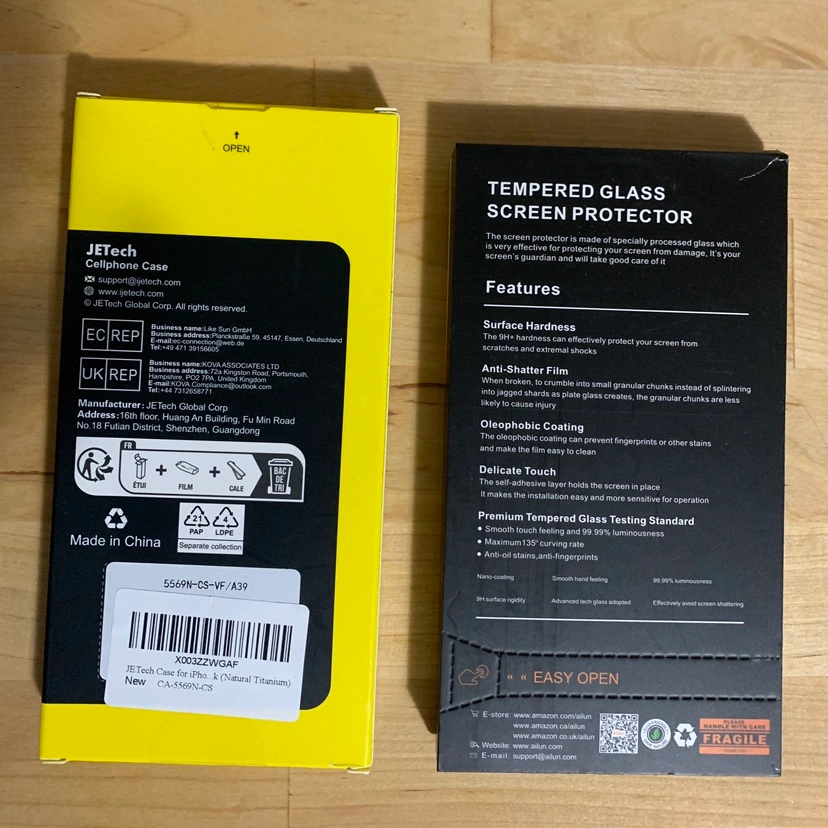 OPEN
JETech
Cellphone Case
support@ijetech.com
www.ijetech.com
© JETech Global Corp. All rights reserved.
EC REP
Business name:Like Sun GmbH
Business address:Planckstraße 59, 45147, Essen, Deutschland
E-mail:ec-connection@web.de
Tel:+49 471 39156605
UK REP
Business name:KOVA ASSOCIATES LTD
Business address:72a Kingston Road, Portsmouth,
Hampshire, PO2 7PA, United Kingdom
E-mail:KOVA.Compliance@outlook.com
Tel:+44 7312658771
Manufacturer: JETech Global Corp
Address:16th floor, Huang An Building, Fu Min Road
No.18 Futian District, Shenzhen, Guangdong
FR
ÉTUI + FILM + CALE
BAC
DE
TRI
21 4
PAP LDPE
Separate collection
Made in China
5569N-CS-VF/A39
X003ZZWGAF
JETech Case for iPho...k (Natural Titanium)
New CA-5569N-CS
TEMPERED GLASS
SCREEN PROTECTOR
The screen protector is made of specially processed glass which
is very effective for protecting your screen from damage, It's your
screen's guardian and will take good care of it
Features
Surface Hardness
The 9H+ hardness can effectively protect your screen from
scratches and extremal shocks
Anti-Shatter Film
When broken, to crumble into small granular chunks instead of splintering
into jagged shards as plate glass creates, the granular chunks are less
likely to cause injury
Oleophobic Coating
The oleophobic coating can prevent fingerprints or other stains
and make the film easy to clean
Delicate Touch
The self-adhesive layer holds the screen in place
It makes the installation easy and more sensitive for operation
Premium Tempered Glass Testing Standard
• Smooth touch feeling and 99.99% luminousness
• Maximum135° curving rate
• Anti-oil stains,anti-fingerprints
Nano-coating Smooth hand feeling 99.99% luminousness
9H surface rigidity Advanced tech glass adopted Effectively avoid screen shattering
« « EASY OPEN
E-store: www.amazon.com/ailun
www.amazon.ca/ailun
www.amazon.co.uk/ailun
Website: www.ailun.com
E-mail: support@ailun.com
PLEASE
HANDLE WITH CARE
FRAGILE